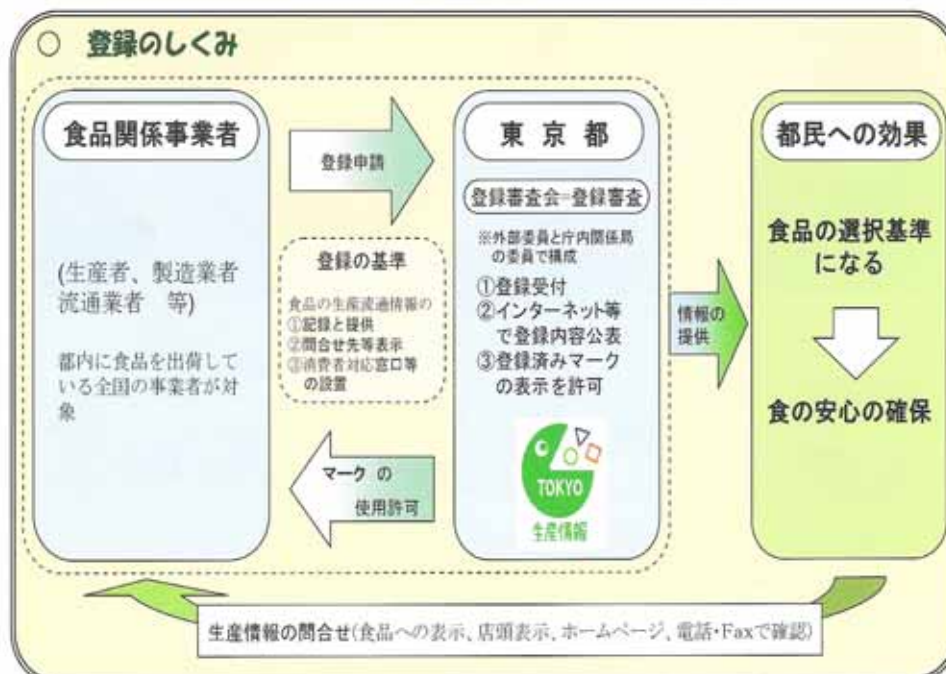 ○ 登録のしくみ
食品関係事業者
(生産者、製造業者
流通業者 等)
都内に食品を出荷して
いる全国の事業者が対
象
登録申請
登録の基準
食品の生産流通情報の
①記録と提供
②問合せ先等表示
③消費者対応窓口等
の設置
マーク の
使用許可
東 京 都
登録審査会=登録審査
※外部委員と庁内関係局
の委員で構成
①登録受付
②インターネット等
で登録内容公表
③登録済みマーク
の表示を許可
TOKYO
生産情報
情報の
提供
都民への効果
食品の選択基準
になる
食の安心の確保
生産情報の問合せ(食品への表示、店頭表示、ホームページ、電話・Faxで確認)